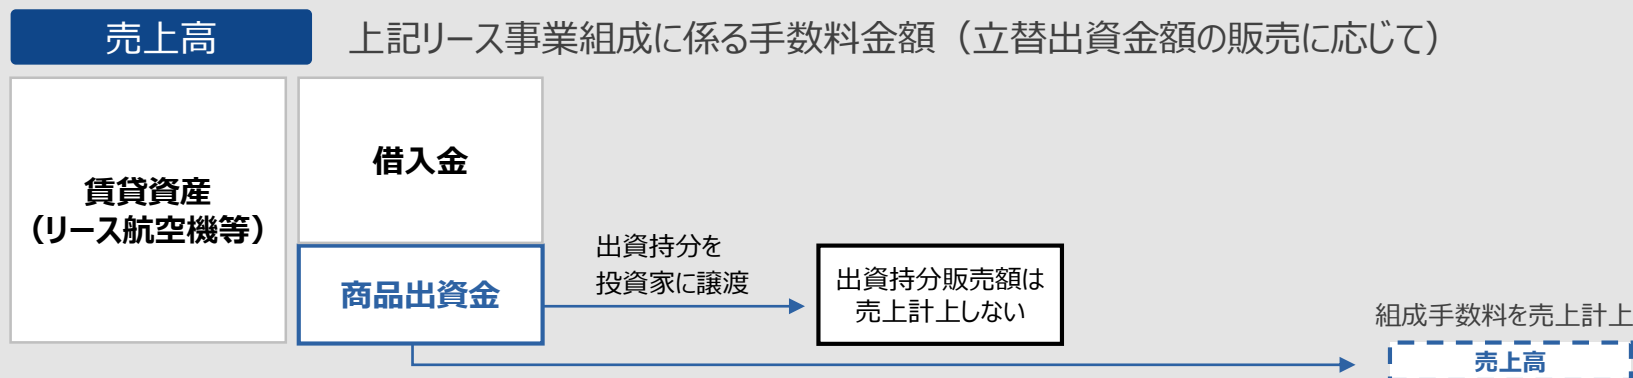 売上高
上記リース事業組成に係る手数料金額（立替出資金額の販売に応じて）
賃貸資産
（リース航空機等）
借入金
商品出資金
出資持分を
投資家に譲渡
出資持分販売額は
売上計上しない
組成手数料を売上計上
売上高